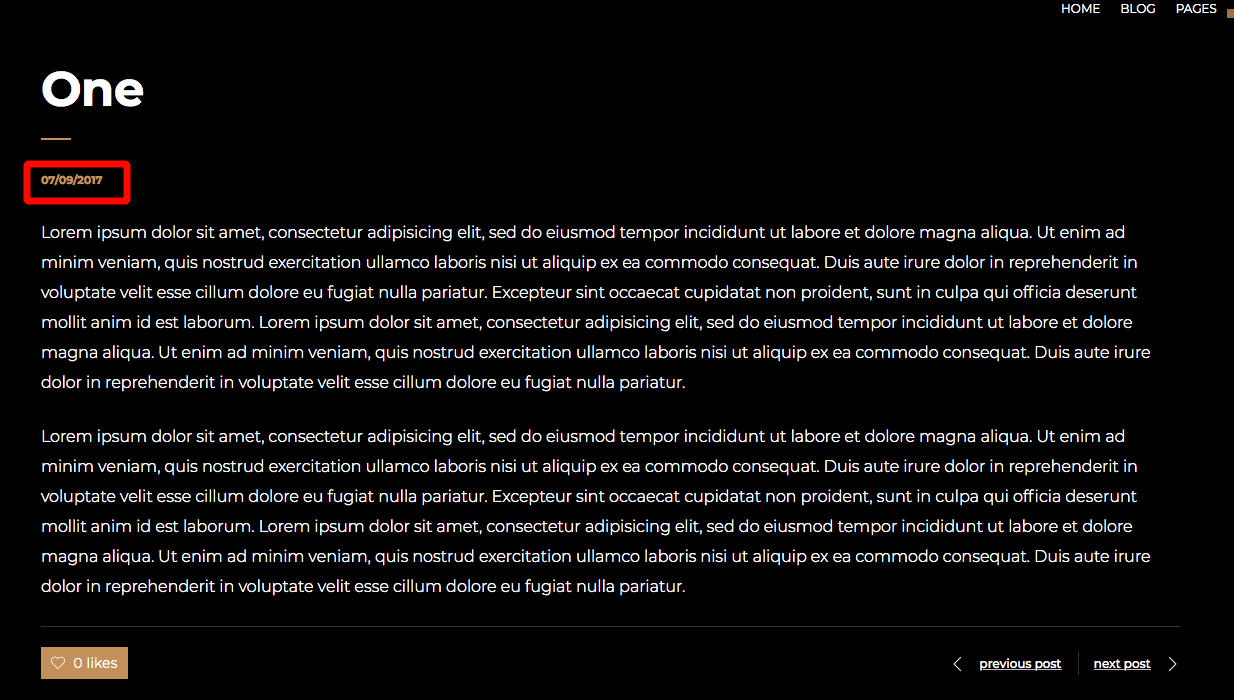 HOME BLOG PAGES
One
07/09/2017
Lorem ipsum dolor sit amet, consectetur adipisicing elit, sed do eiusmod tempor incididunt ut labore et dolore magna aliqua. Ut enim ad
minim veniam, quis nostrud exercitation ullamco laboris nisi ut aliquip ex ea commodo consequat. Duis aute irure dolor in reprehenderit in
voluptate velit esse cillum dolore eu fugiat nulla pariatur. Excepteur sint occaecat cupidatat non proident, sunt in culpa qui officia deserunt
mollit anim id est laborum. Lorem ipsum dolor sit amet, consectetur adipisicing elit, sed do eiusmod tempor incididunt ut labore et dolore
magna aliqua. Ut enim ad minim veniam, quis nostrud exercitation ullamco laboris nisi ut aliquip ex ea commodo consequat. Duis aute irure
dolor in reprehenderit in voluptate velit esse cillum dolore eu fugiat nulla pariatur.
Lorem ipsum dolor sit amet, consectetur adipisicing elit, sed do eiusmod tempor incididunt ut labore et dolore magna aliqua. Ut enim ad
minim veniam, quis nostrud exercitation ullamco laboris nisi ut aliquip ex ea commodo consequat. Duis aute irure dolor in reprehenderit in
voluptate velit esse cillum dolore eu fugiat nulla pariatur. Excepteur sint occaecat cupidatat non proident, sunt in culpa qui officia deserunt
mollit anim id est laborum. Lorem ipsum dolor sit amet, consectetur adipisicing elit, sed do eiusmod tempor incididunt ut labore et dolore
magna aliqua. Ut enim ad minim veniam, quis nostrud exercitation ullamco laboris nisi ut aliquip ex ea commodo consequat. Duis aute irure
dolor in reprehenderit in voluptate velit esse cillum dolore eu fugiat nulla pariatur.
0 likes previous post next post